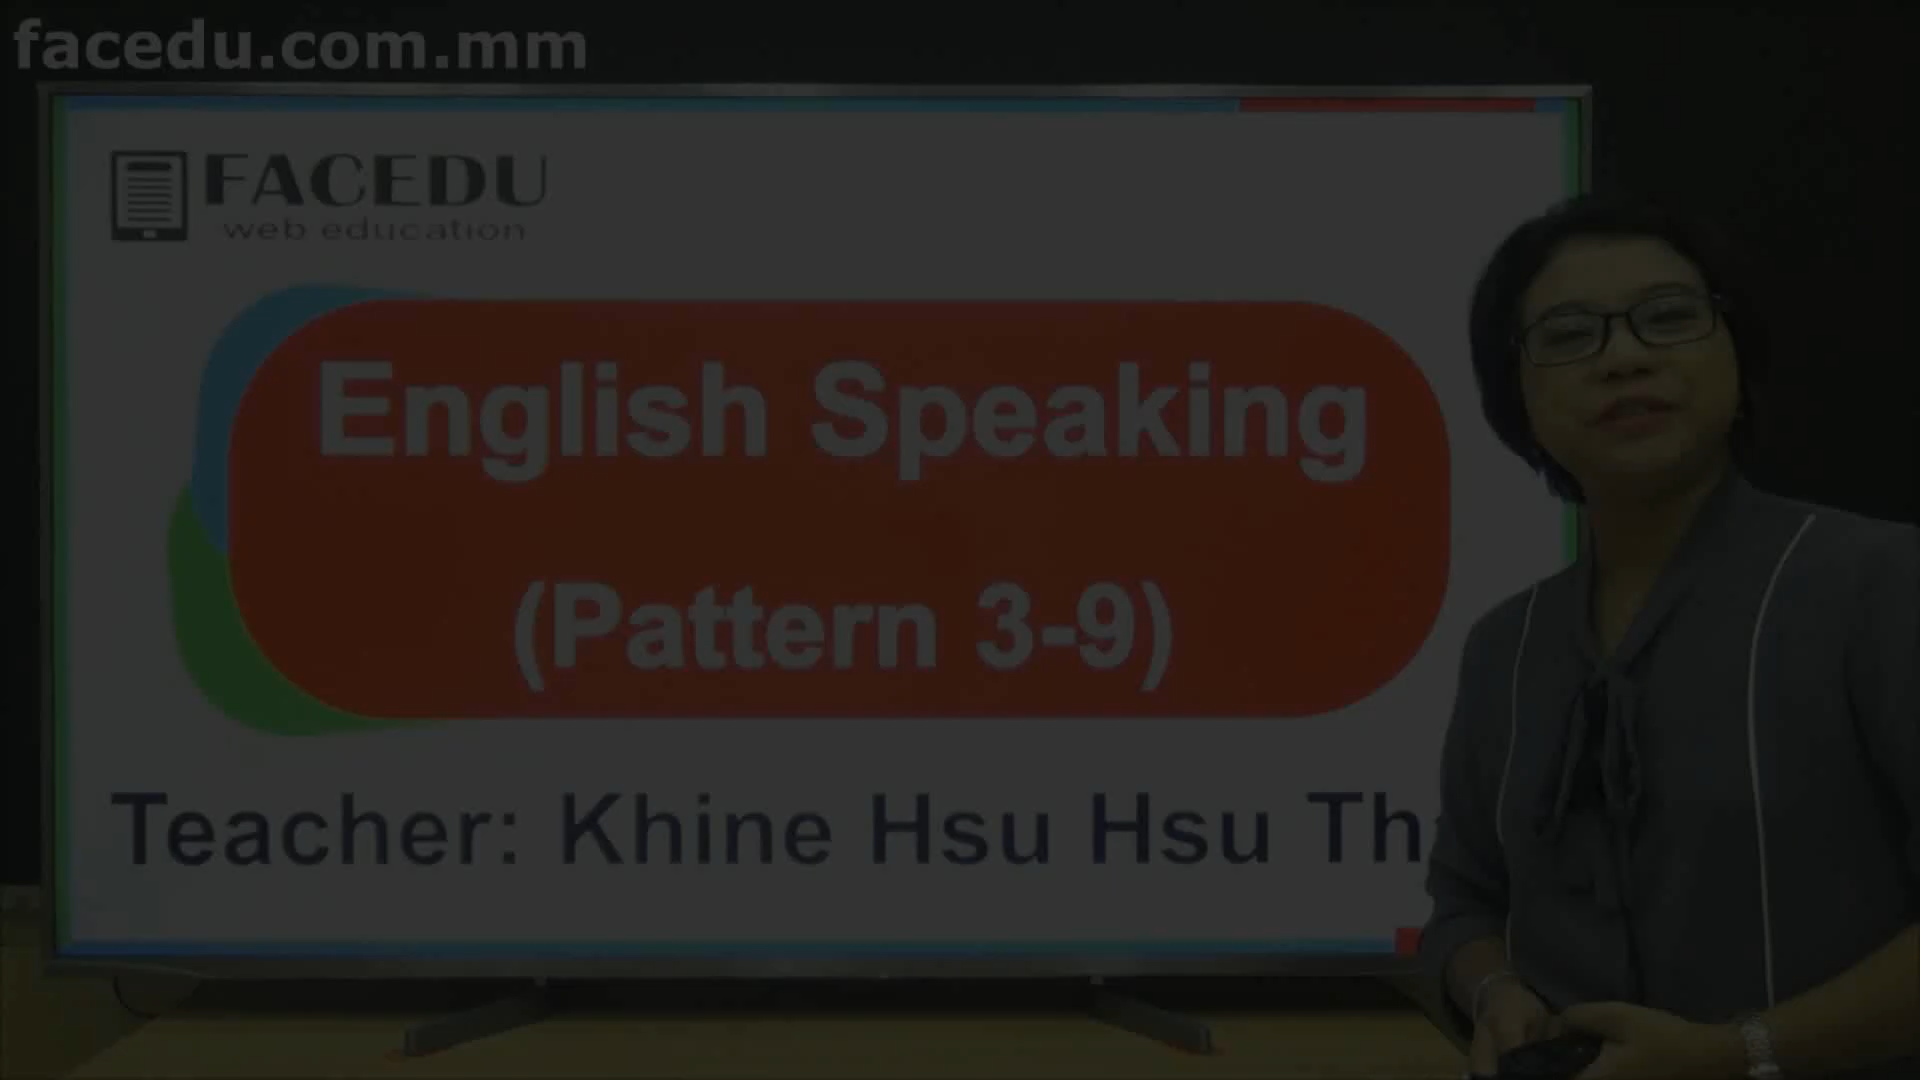 facedu.com.mm
FACEDU
web education
English Speaking
(Pattern 3-9)
Teacher: Khine Hsu Hsu